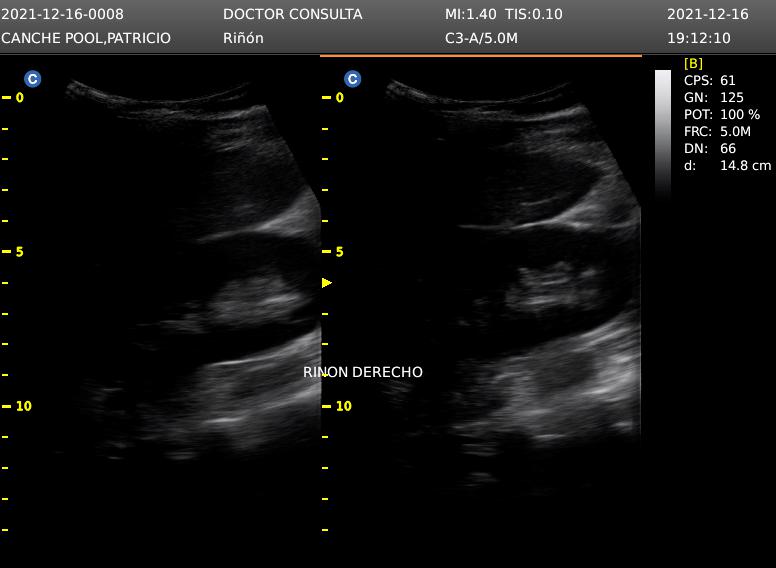 2021-12-16-0008 DOCTOR CONSULTA MI:1.40 TIS:0.10 2021-12-16
CANCHE POOL,PATRICIO Riñón C3-A/5.0M 19:12:10
[B]
CPS: 61
GN: 125
POT: 100 %
FRC: 5.0M
DN: 66
d: 14.8 cm
C C
0 0
5 5
RINON DERECHO
10 10